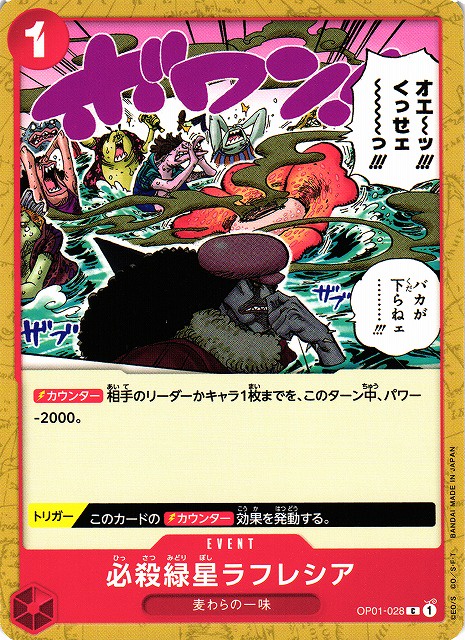 1
ボワン!!
オエ〜ッ!!!
くっせェ
〜〜〜〜っ!!!
バカが
下らねェ
………!!!
ザブ
ザブ
カウンター 相手のリーダーかキャラ1枚までを、このターン中、パワー
-2000。
トリガー このカードの カウンター 効果を発動する。
EVENT
必殺緑星ラフレシア
麦わらの一味
OP01-028 C 1
©E.O/S. ©O./S・F・T. BANDAI MADE IN JAPAN